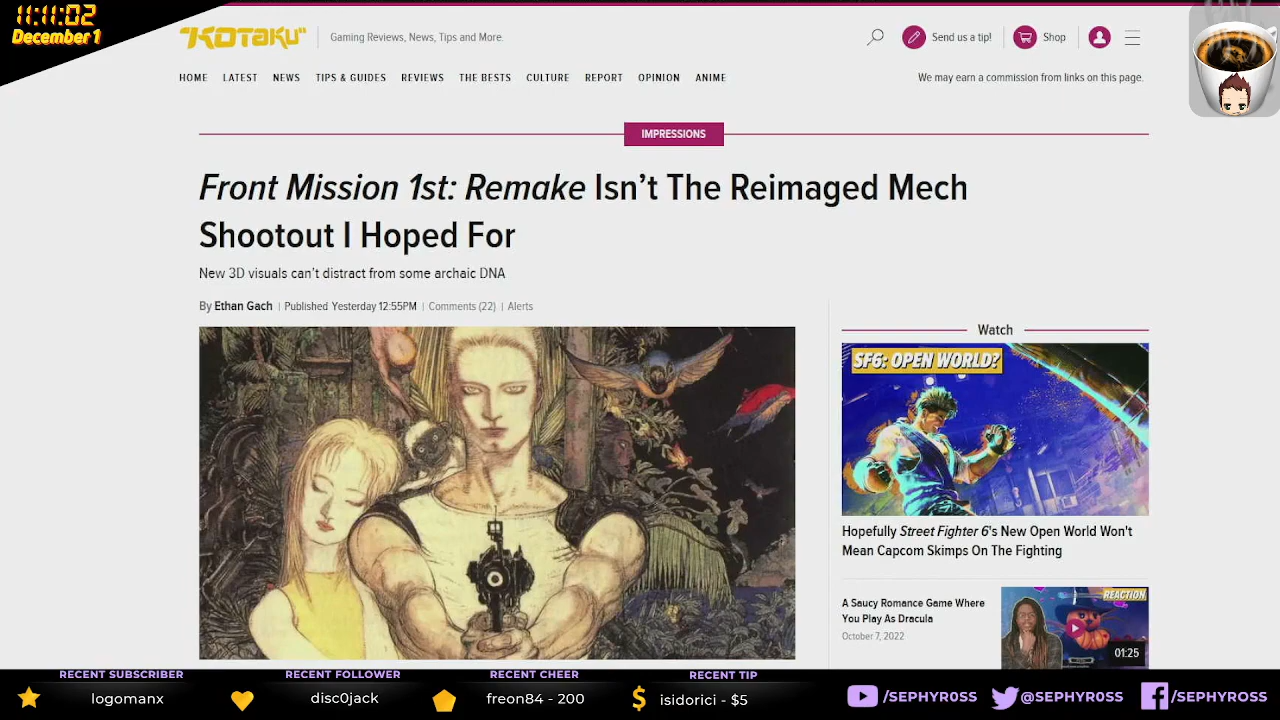 11:11:02
December 1
KOTAKU
Gaming Reviews, News, Tips and More.
Send us a tip!
Shop
HOME LATEST NEWS TIPS & GUIDES REVIEWS THE BESTS CULTURE REPORT OPINION ANIME
We may earn a commission from links on this page.
IMPRESSIONS
Front Mission 1st: Remake Isn't The Reimaged Mech
Shootout I Hoped For
New 3D visuals can't distract from some archaic DNA
By Ethan Gach | Published Yesterday 12:55PM | Comments (22) | Alerts
Watch
SF6: OPEN WORLD?
Hopefully Street Fighter 6's New Open World Won't
Mean Capcom Skimps On The Fighting
A Saucy Romance Game Where
You Play As Dracula
October 7, 2022
REACTION
01:25
RECENT SUBSCRIBER
logomanx
RECENT FOLLOWER
disc0jack
RECENT CHEER
freon84 - 200
RECENT TIP
isidorici - $5
/SEPHYR0SS
@SEPHYR0SS
/SEPHYROSS